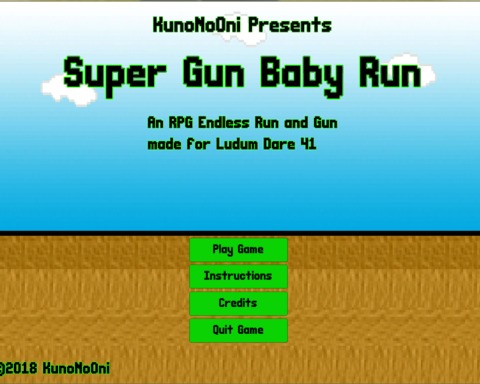 KunoNoOni Presents
Super Gun Baby Run
An RPG Endless Run and Gun
made for Ludum Dare 41
Play Game
Instructions
Credits
Quit Game
©2018 KunoNoOni